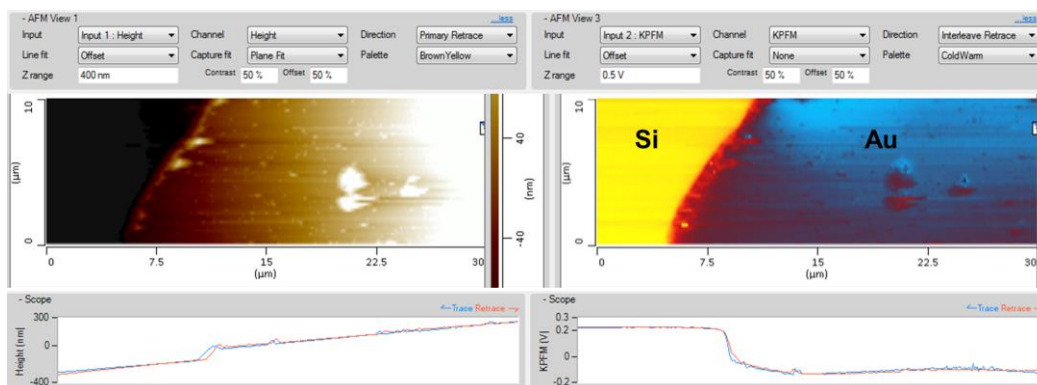 - AFM View 1
...less
Input
Input 1 : Height
Channel
Height
Direction
Primary Retrace
Line fit
Offset
Capture fit
Plane Fit
Palette
BrownYellow
Z range
400 nm
Contrast
50 %
Offset
50 %
10
(µm)
0
0
7.5
15
22.5
30
(µm)
40
(nm)
-40
- Scope
Trace Retrace
300
0
-400
Height (nm)
- AFM View 3
...less
Input
Input 2 : KPFM
Channel
KPFM
Direction
Interleave Retrace
Line fit
Offset
Capture fit
None
Palette
ColdWarm
Z range
0.5 V
Contrast
50 %
Offset
50 %
Si
Au
10
(µm)
0
0
7.5
15
22.5
30
(µm)
- Scope
Trace Retrace
0.3
0.2
0
-0.2
KPFM (V)